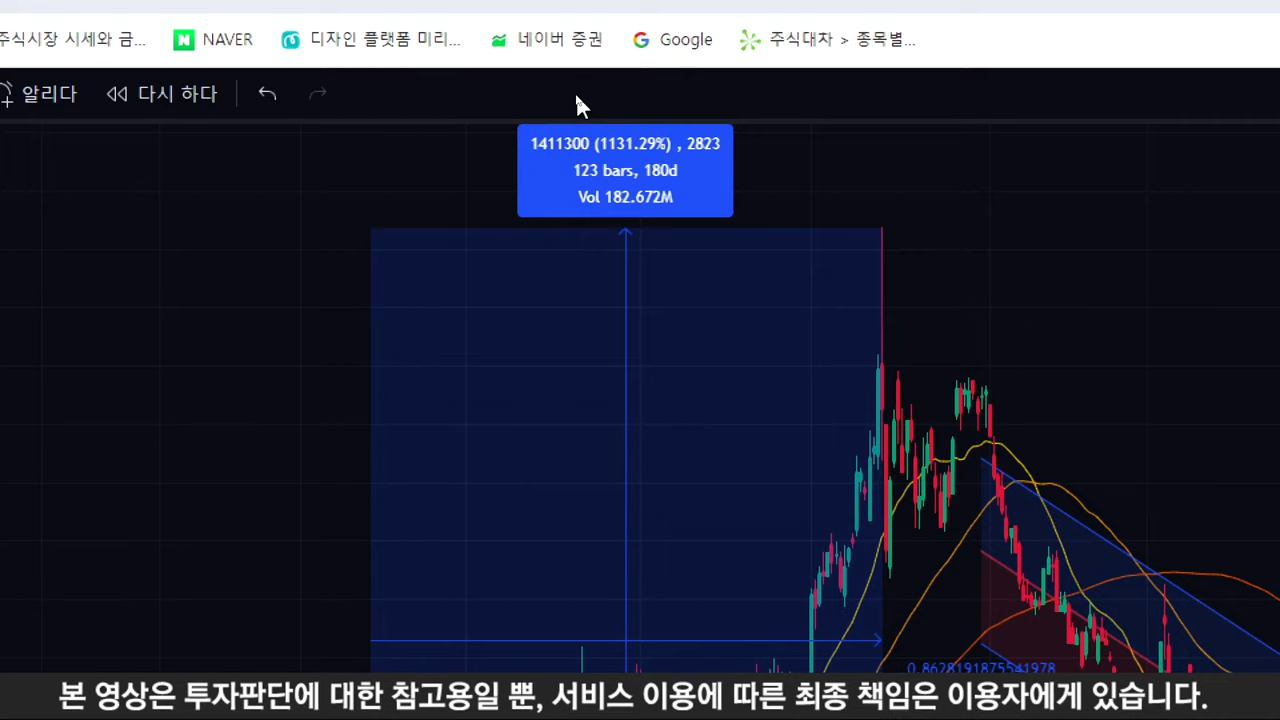 주식시장 시세와 금...
NAVER
디자인 플랫폼 미리...
네이버 증권
Google
주식대차 > 종목별...
알리다
다시 하다
1411300 (1131.29%) , 2823
123 bars, 180d
Vol 182.672M
0.8628191875541978
본 영상은 투자판단에 대한 참고용일 뿐, 서비스 이용에 따른 최종 책임은 이용자에게 있습니다.